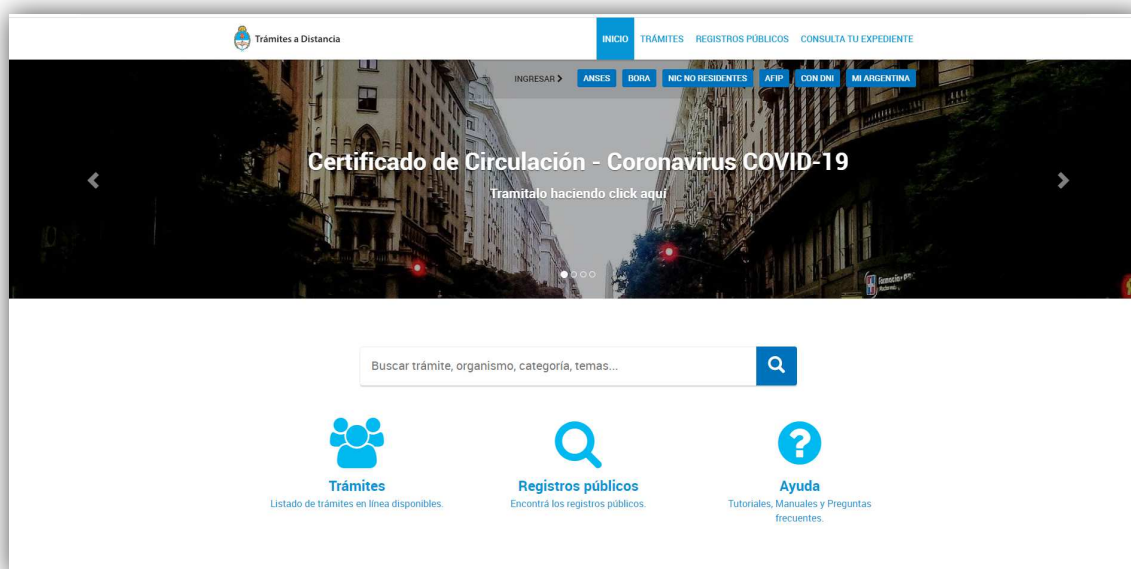 Trámites a Distancia
INICIO TRÁMITES REGISTROS PÚBLICOS CONSULTA TU EXPEDIENTE
INGRESAR ANSES BORA NIC NO RESIDENTES AFIP CON DNI MI ARGENTINA
Certificado de Circulación - Coronavirus COVID-19
Tramitalo haciendo click aquí
Buscar trámite, organismo, categoría, temas...
Trámites
Listado de trámites en línea disponibles.
Registros públicos
Encontrá los registros públicos.
Ayuda
Tutoriales, Manuales y Preguntas
frecuentes.